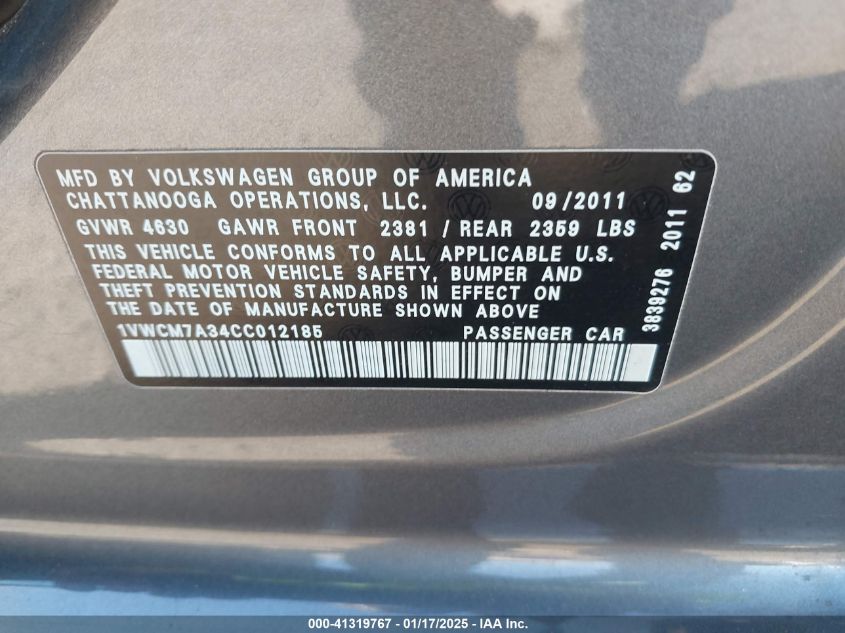 MFD BY VOLKSWAGEN GROUP OF AMERICA
CHATTANOOGA OPERATIONS, LLC. 09/2011
GVWR 4630 GAWR FRONT 2381 / REAR 2359 LBS
THIS VEHICLE CONFORMS TO ALL APPLICABLE U.S.
FEDERAL MOTOR VEHICLE SAFETY, BUMPER AND
THEFT PREVENTION STANDARDS IN EFFECT ON
THE DATE OF MANUFACTURE SHOWN ABOVE
1VWCM7A34CC012185 PASSENGER CAR
3839276 2011 62
000-41319767 - 01/17/2025 - IAA Inc.